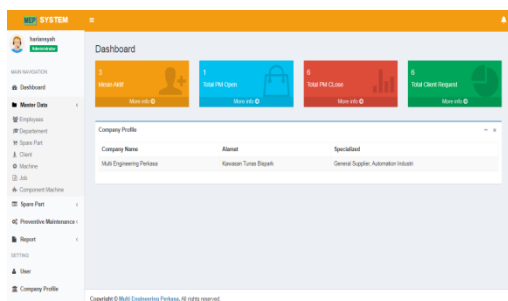 MEP SYSTEM
hariansyah
Administrator
MAIN NAVIGATION
Dashboard
Master Data
Employees
Departement
Spare Part
Client
Machine
Job
Component Machine
Spare Part
Preventive Maintenance
Report
SETTING
User
Company Profile
Dashboard
3
Mesin Aktif
More info
1
Total PM Open
More info
6
Total PM CLose
More info
6
Total Client Request
More info
Company Profile
Company Name Alamat Specialized
Multi Engineering Perkasa Kawasan Tunas Bizpark General Supplier, Automation Industri
Copyright © Multi Engineering Perkasa. All rights reserved.